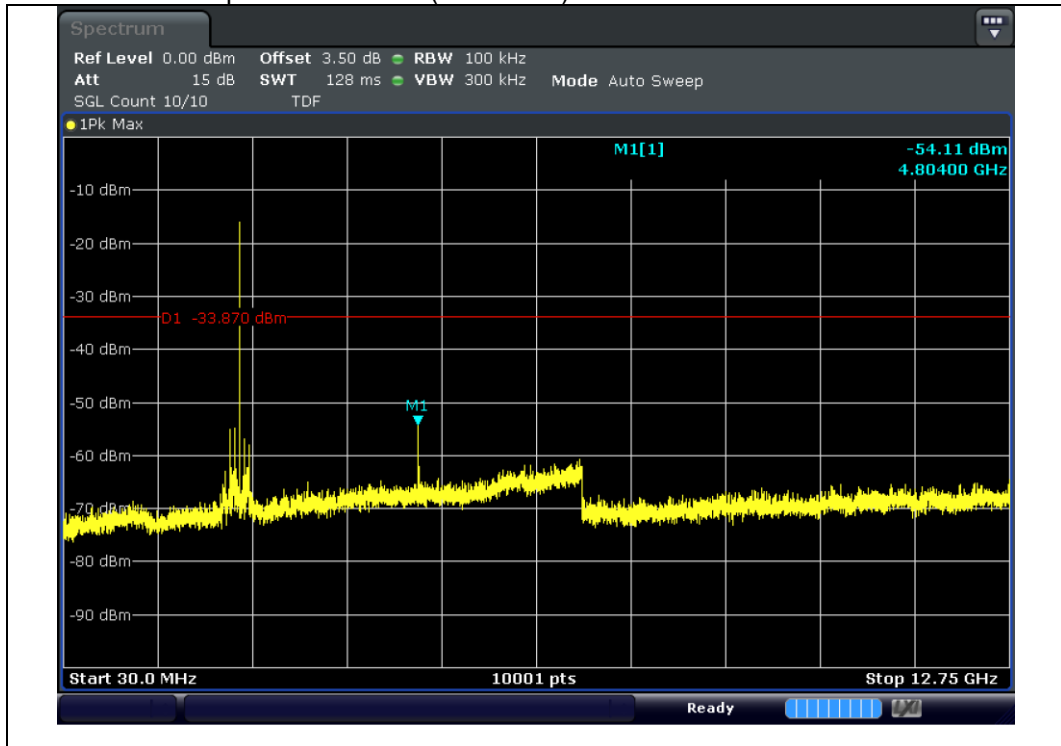 Spectrum
Ref Level 0.00 dBm Offset 3.50 dB RBW 100 kHz
Att 15 dB SWT 128 ms VBW 300 kHz Mode Auto Sweep
SGL Count 10/10 TDF
1Pk Max
M1[1] -54.11 dBm
4.80400 GHz
-10 dBm
-20 dBm
-30 dBm
D1 -33.870 dBm
-40 dBm
-50 dBm
M1
-60 dBm
-70 dBm
-80 dBm
-90 dBm
Start 30.0 MHz 10001 pts Stop 12.75 GHz
Ready LXI